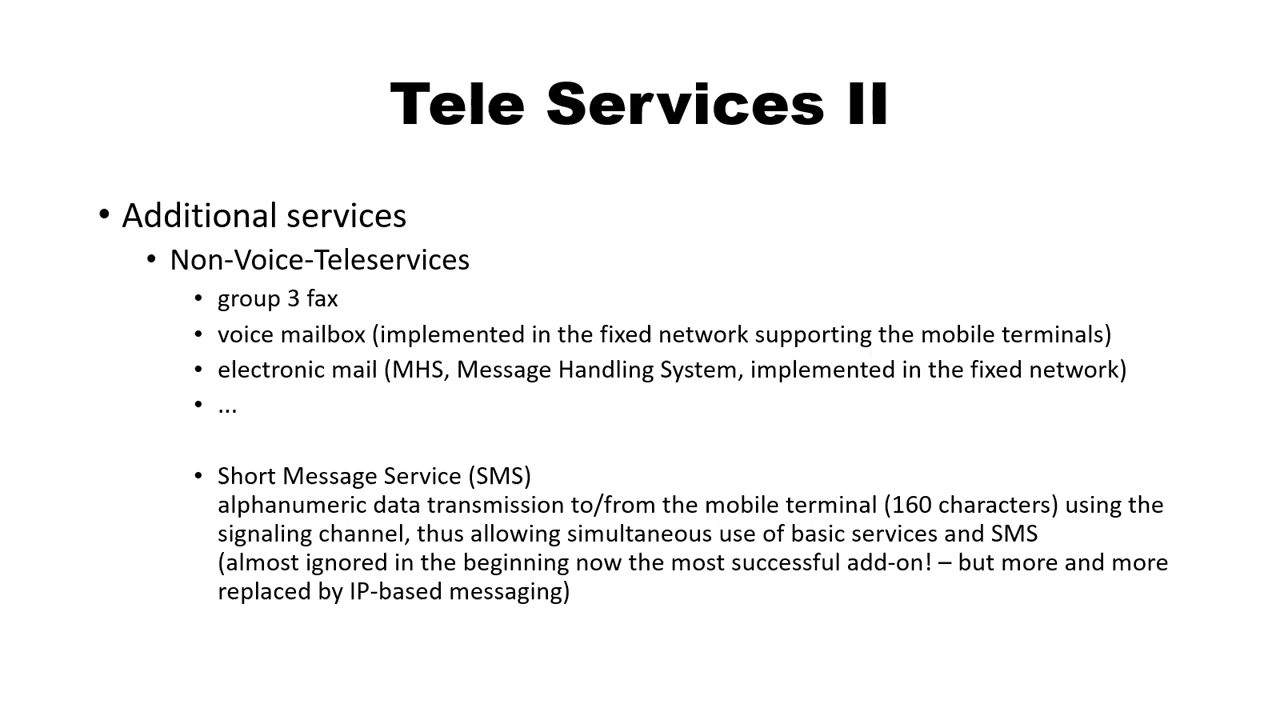 Tele Services II
• Additional services
• Non-Voice-Teleservices
• group 3 fax
• voice mailbox (implemented in the fixed network supporting the mobile terminals)
• electronic mail (MHS, Message Handling System, implemented in the fixed network)
• ...
• Short Message Service (SMS)
alphanumeric data transmission to/from the mobile terminal (160 characters) using the
signaling channel, thus allowing simultaneous use of basic services and SMS
(almost ignored in the beginning now the most successful add-on! – but more and more
replaced by IP-based messaging)